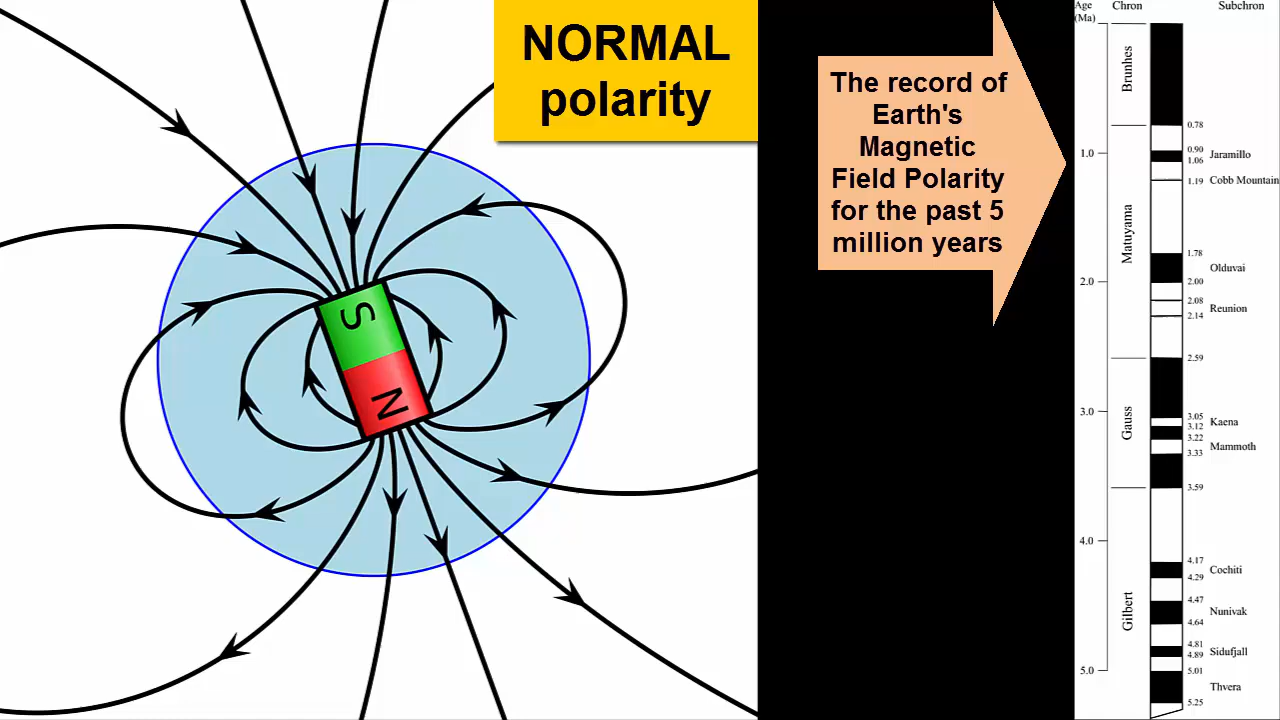 NORMAL
polarity
S
N
The record of
Earth's
Magnetic
Field Polarity
for the past 5
million years
Age
(Ma)
Chron
Subchron
Brunhes
0.78
0.90
Jaramillo
1.0
1.06
1.19 Cobb Mountain
Matuyama
1.78
Olduvai
2.0
2.00
2.08
Reunion
2.14
2.59
Gauss
3.0
3.05
Kaena
3.12
3.22
Mammoth
3.33
3.59
4.0
4.17
Cochiti
4.29
4.47
Nunivak
Gilbert
4.64
4.81
Sidufjall
4.89
5.0
5.01
Thvera
5.25